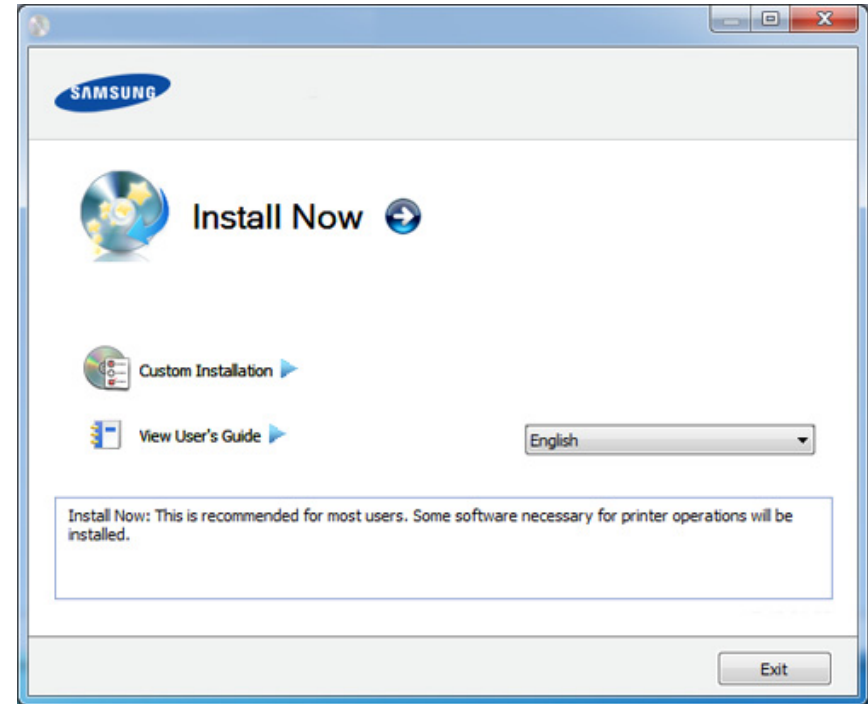 SAMSUNG
Install Now
Custom Installation
View User's Guide
English
Install Now: This is recommended for most users. Some software necessary for printer operations will be
installed.
Exit